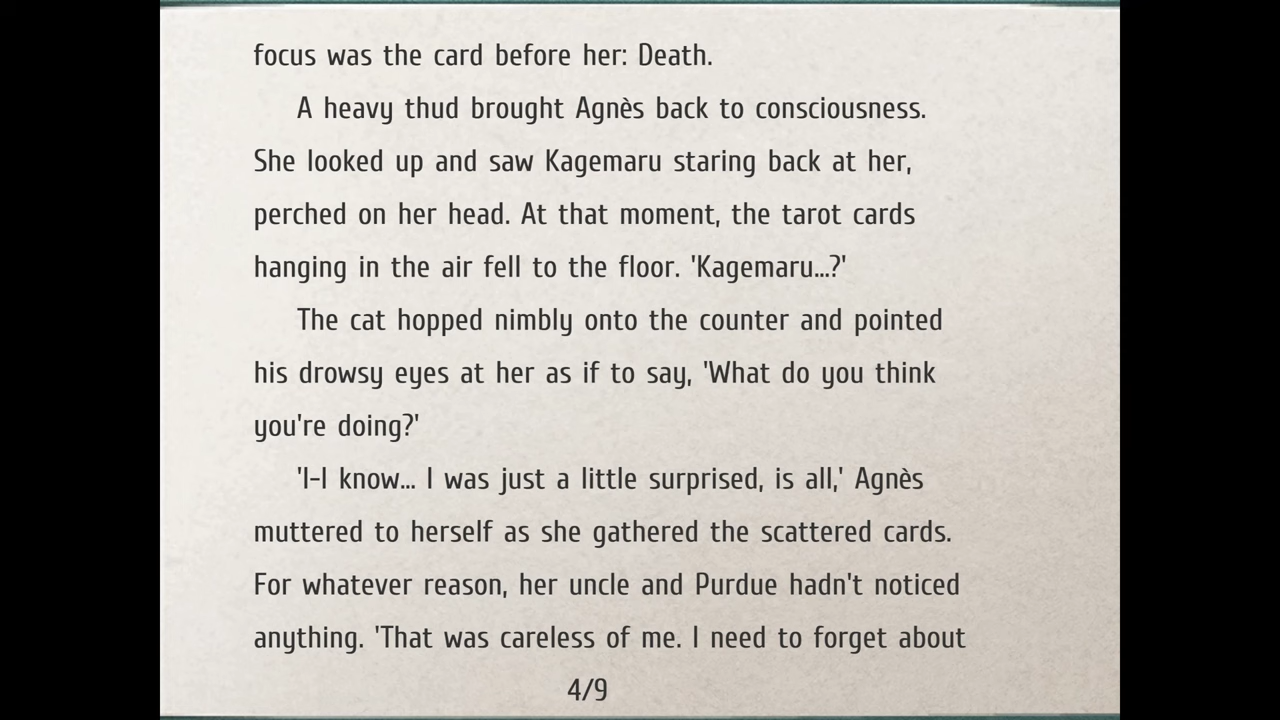 focus was the card before her: Death.
A heavy thud brought Agnès back to consciousness.
She looked up and saw Kagemaru staring back at her,
perched on her head. At that moment, the tarot cards
hanging in the air fell to the floor. 'Kagemaru...?'
The cat hopped nimbly onto the counter and pointed
his drowsy eyes at her as if to say, 'What do you think
you're doing?'
'I-I know... I was just a little surprised, is all,' Agnès
muttered to herself as she gathered the scattered cards.
For whatever reason, her uncle and Purdue hadn't noticed
anything. 'That was careless of me. I need to forget about
4/9